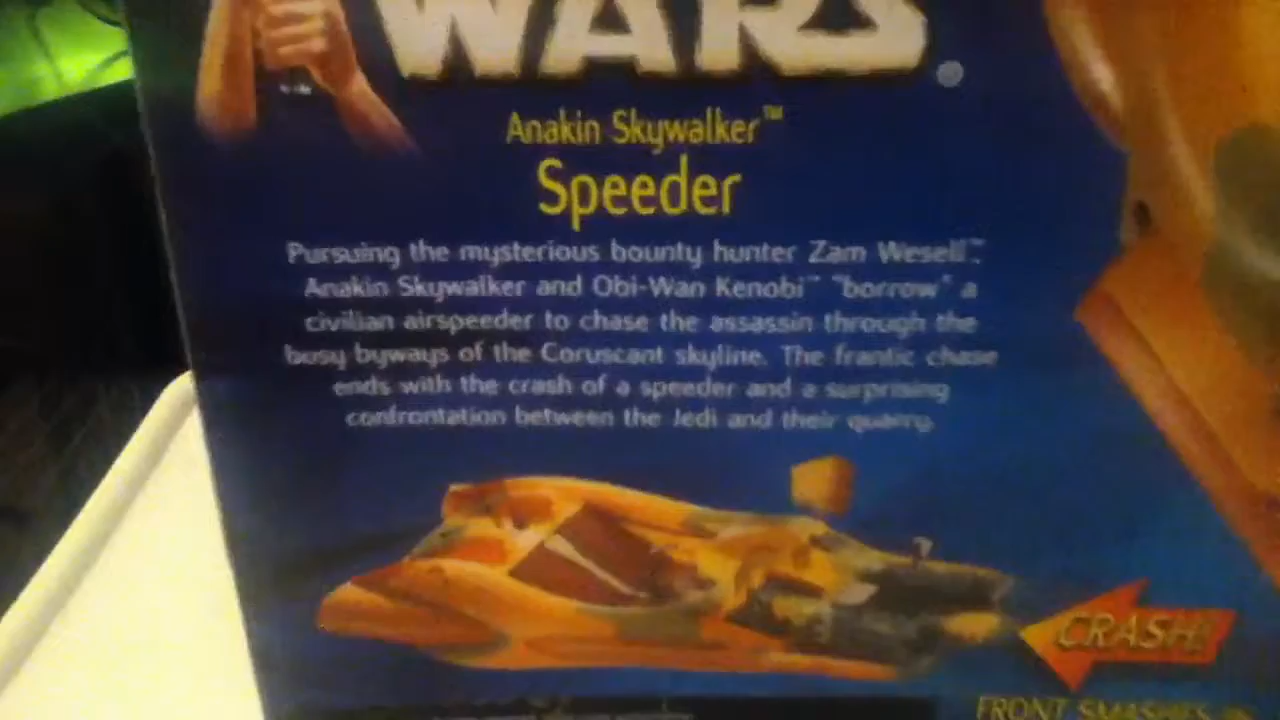 WARS
Anakin Skywalker™
Speeder
Pursuing the mysterious bounty hunter Zam Wesell™,
Anakin Skywalker and Obi-Wan Kenobi™ "borrow" a
civilian airspeeder to chase the assassin through the
busy byways of the Coruscant skyline. The frantic chase
ends with the crash of a speeder and a surprising
confrontation between the Jedi and their quarry.
CRASH!
FRONT SMASHES